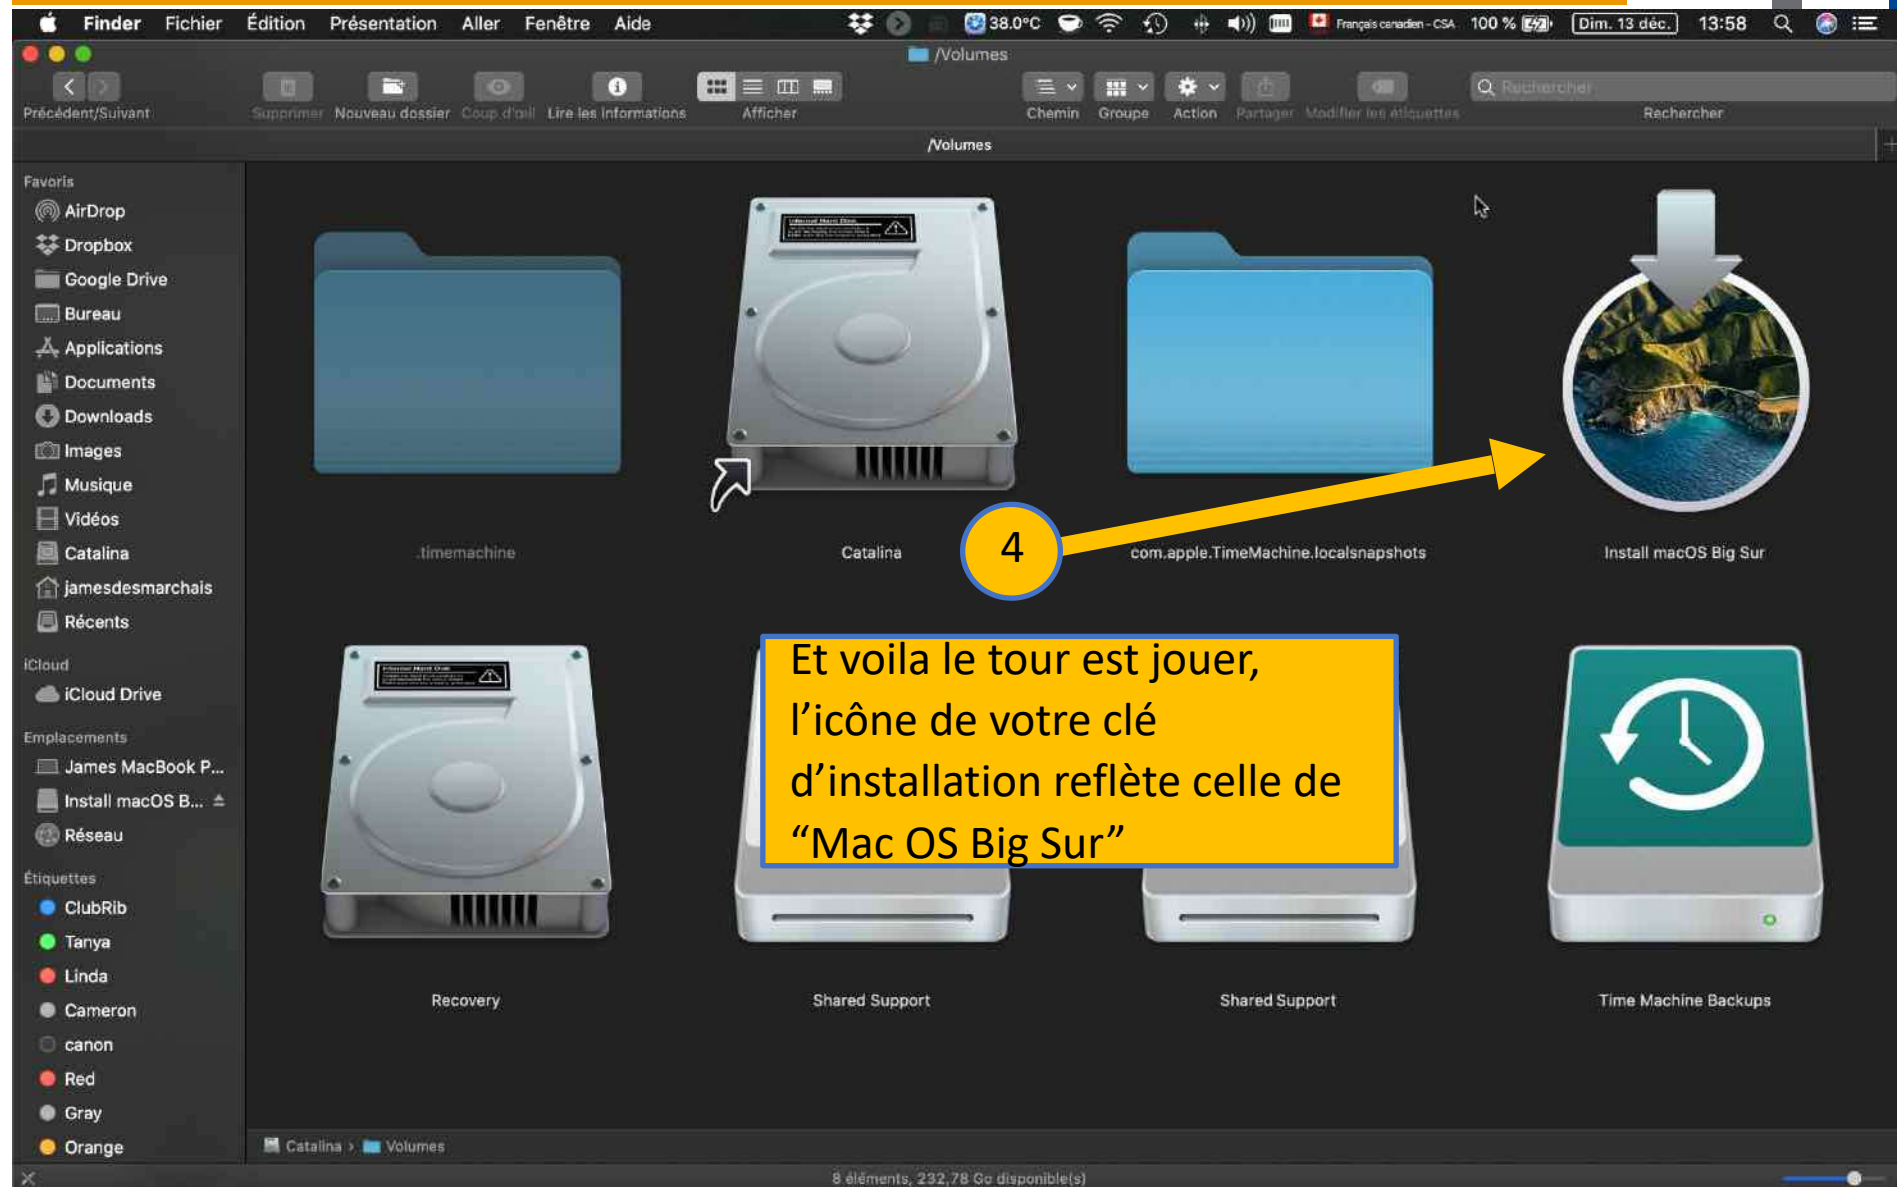 Finder Fichier Édition Présentation Aller Fenêtre Aide 38.0°C Français canadien - CSA 100 % Dim. 13 déc. 13:58
/Volumes
Rechercher
Précédent/Suivant Supprimer Nouveau dossier Coup d'œil Lire les informations Afficher Chemin Groupe Action Partager Modifier les étiquettes Rechercher
/Volumes
Favoris
AirDrop
Dropbox
Google Drive
Bureau
Applications
Documents
Downloads
Images
Musique
Vidéos
Catalina
jamesdesmarchais
Récents
iCloud
iCloud Drive
Emplacements
James MacBook P...
Install macOS B...
Réseau
Étiquettes
ClubRib
Tanya
Linda
Cameron
canon
Red
Gray
Orange
Internal Hard Disk
.timemachine
Catalina
com.apple.TimeMachine.localsnapshots
Install macOS Big Sur
4
Et voila le tour est jouer,
l’icône de votre clé
d’installation reflète celle de
“Mac OS Big Sur”
Internal Hard Disk
Recovery
Shared Support
Shared Support
Time Machine Backups
Catalina › Volumes
8 éléments, 232,78 Go disponible(s)